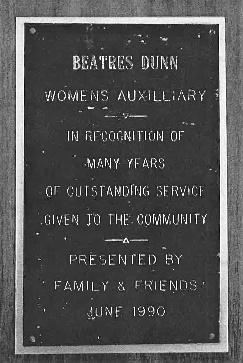 BEATRES DUNN
WOMENS AUXILLIARY
IN RECOGNITION OF
MANY YEARS
OF OUTSTANDING SERVICE
GIVEN TO THE COMMUNITY
PRESENTED BY
FAMILY & FRIENDS
JUNE 1990